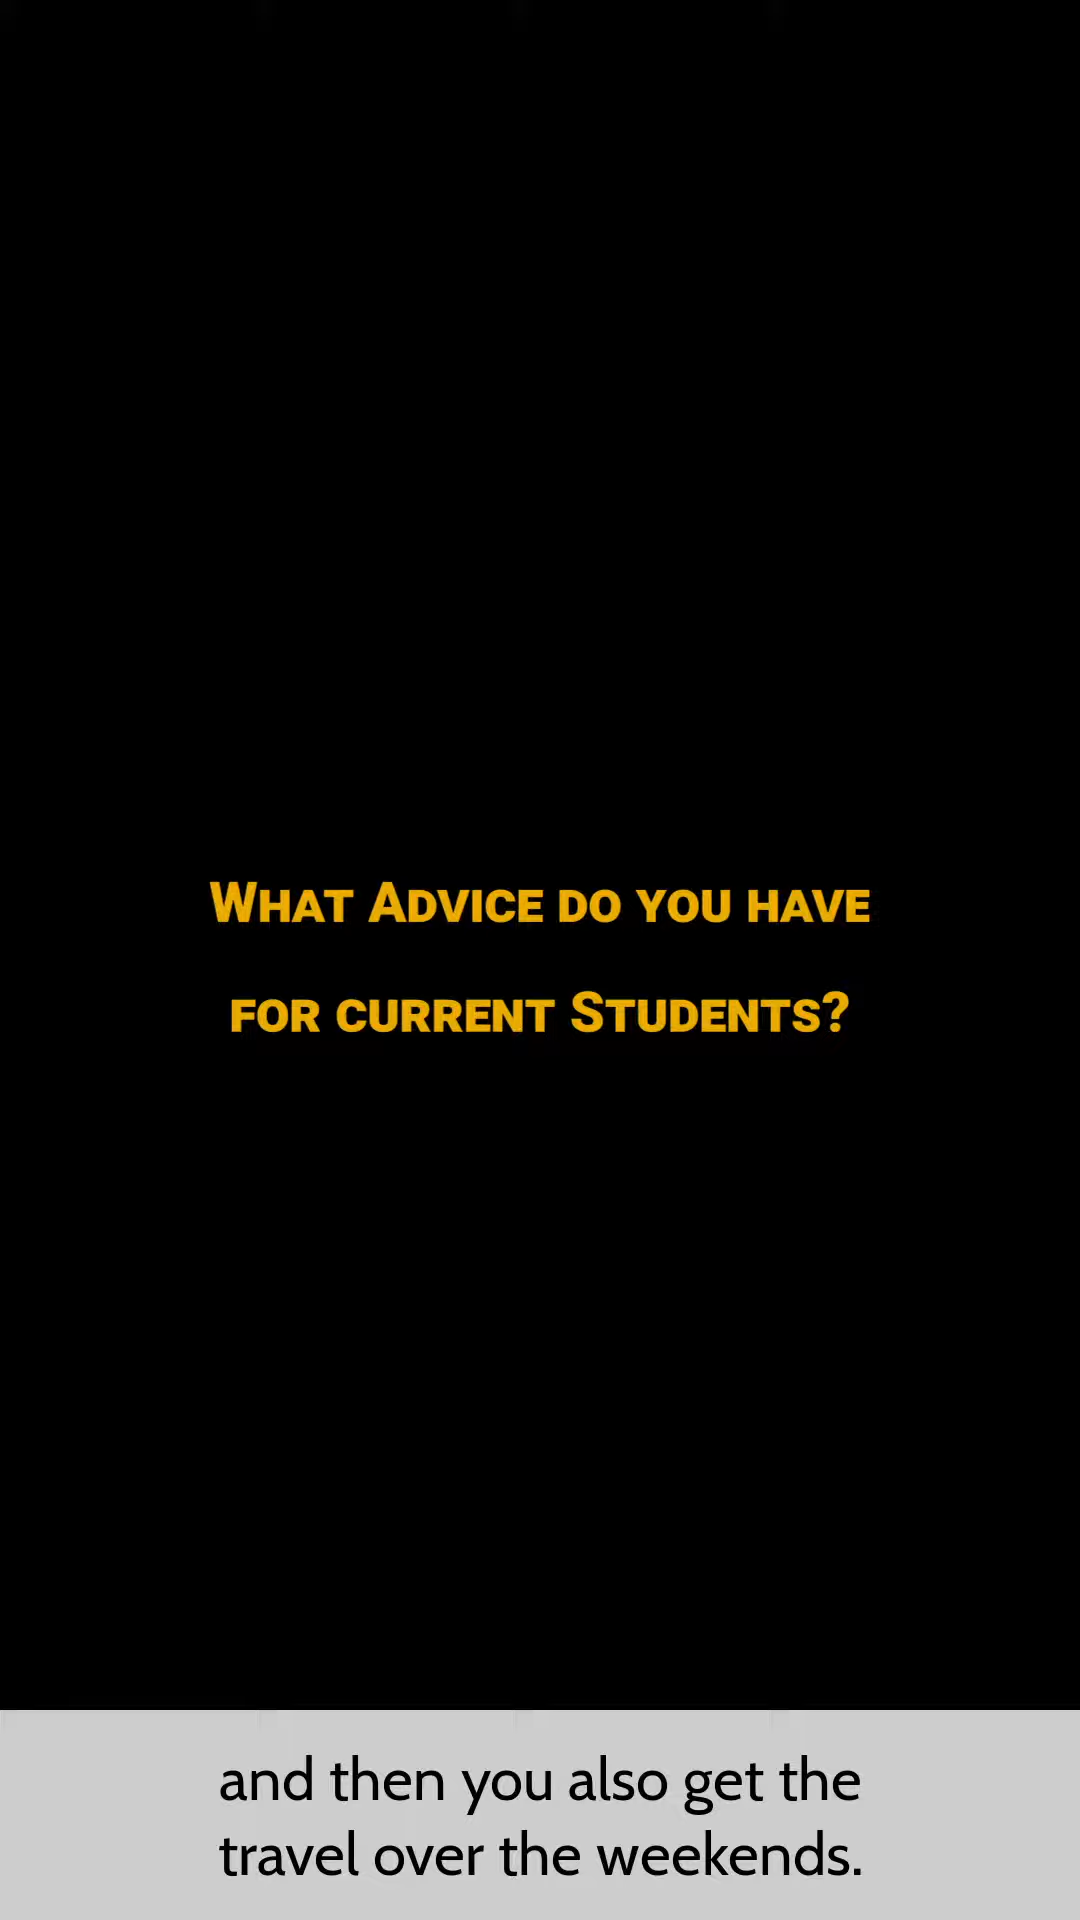 What Advice do you have
for current Students?
and then you also get the
travel over the weekends.